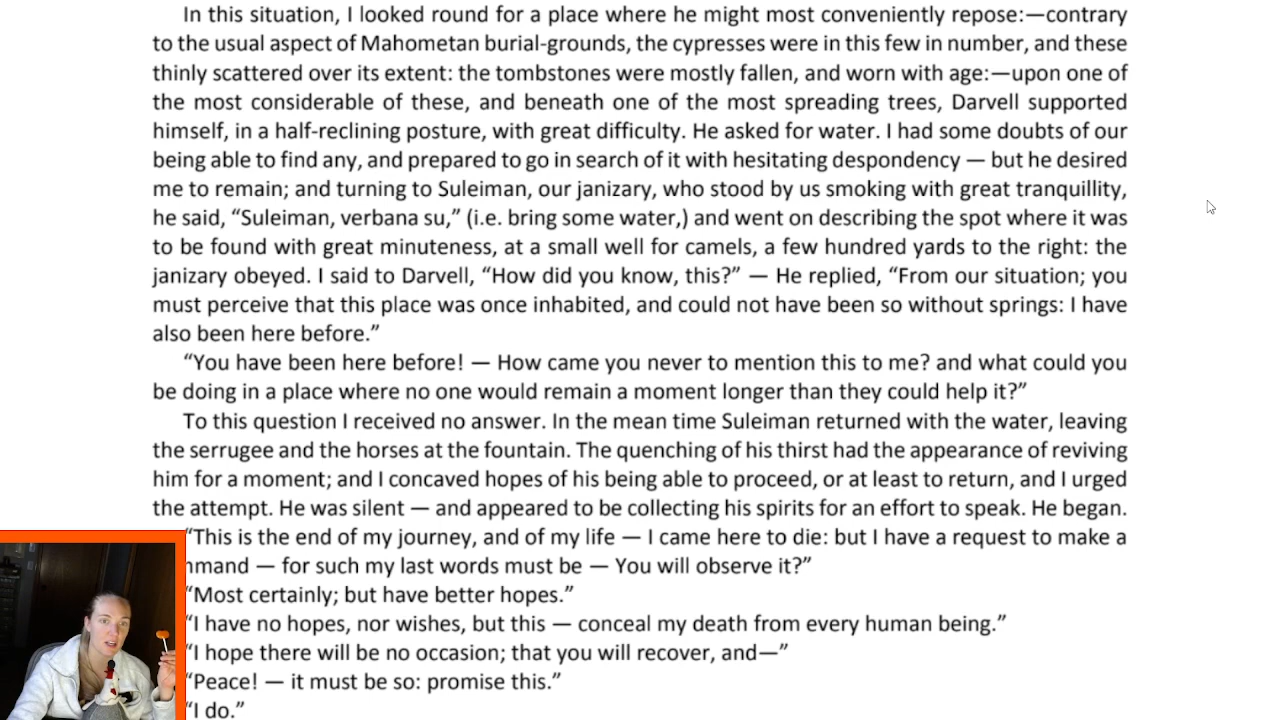 In this situation, I looked round for a place where he might most conveniently repose:—contrary
to the usual aspect of Mahometan burial-grounds, the cypresses were in this few in number, and these
thinly scattered over its extent: the tombstones were mostly fallen, and worn with age:—upon one of
the most considerable of these, and beneath one of the most spreading trees, Darvell supported
himself, in a half-reclining posture, with great difficulty. He asked for water. I had some doubts of our
being able to find any, and prepared to go in search of it with hesitating despondency — but he desired
me to remain; and turning to Suleiman, our janizary, who stood by us smoking with great tranquillity,
he said, “Suleiman, verbana su,” (i.e. bring some water,) and went on describing the spot where it was
to be found with great minuteness, at a small well for camels, a few hundred yards to the right: the
janizary obeyed. I said to Darvell, “How did you know, this?” — He replied, “From our situation; you
must perceive that this place was once inhabited, and could not have been so without springs: I have
also been here before.”
“You have been here before! — How came you never to mention this to me? and what could you
be doing in a place where no one would remain a moment longer than they could help it?”
To this question I received no answer. In the mean time Suleiman returned with the water, leaving
the serrugee and the horses at the fountain. The quenching of his thirst had the appearance of reviving
him for a moment; and I concaved hopes of his being able to proceed, or at least to return, and I urged
the attempt. He was silent — and appeared to be collecting his spirits for an effort to speak. He began.
“This is the end of my journey, and of my life — I came here to die: but I have a request to make a
mmand — for such my last words must be — You will observe it?”
“Most certainly; but have better hopes.”
“I have no hopes, nor wishes, but this — conceal my death from every human being.”
“I hope there will be no occasion; that you will recover, and—”
“Peace! — it must be so: promise this.”
“I do.”